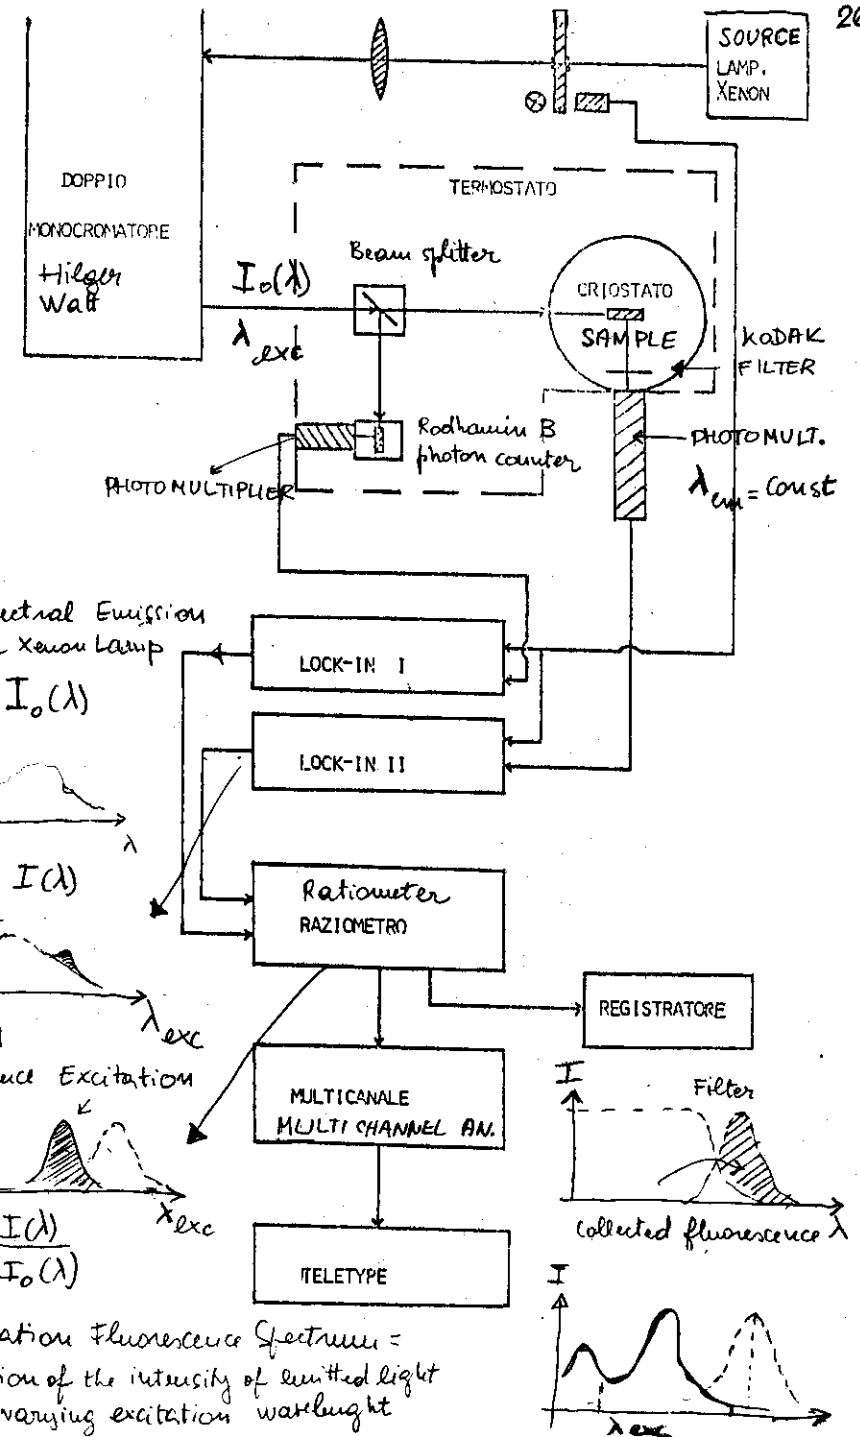 26
SOURCE
LAMP.
XENON
DOPPIO
MONOCROMATORE
Hilger
Watt
TERMOSTATO
Beam splitter
I₀(λ)
λexc
CRIOSTATO
SAMPLE
KODAK
FILTER
Rodhamin B
photon counter
PHOTOMULTIPLIER
PHOTOMULT.
λem = Const
ectral Emission
Xenon Lamp
I₀(λ)
λ
LOCK-IN I
LOCK-IN II
I(λ)
λexc
Ratiometer
RAZIOMETRO
REGISTRATORE
nce Excitation
λexc
I(λ)
I₀(λ)
MULTICANALE
MULTICHANNEL AN.
TELETYPE
I
Filter
Collected fluorescence λ
I
λexc
ation Fluorescence Spectrum =
ion of the intensity of emitted light
varying excitation wavelenght